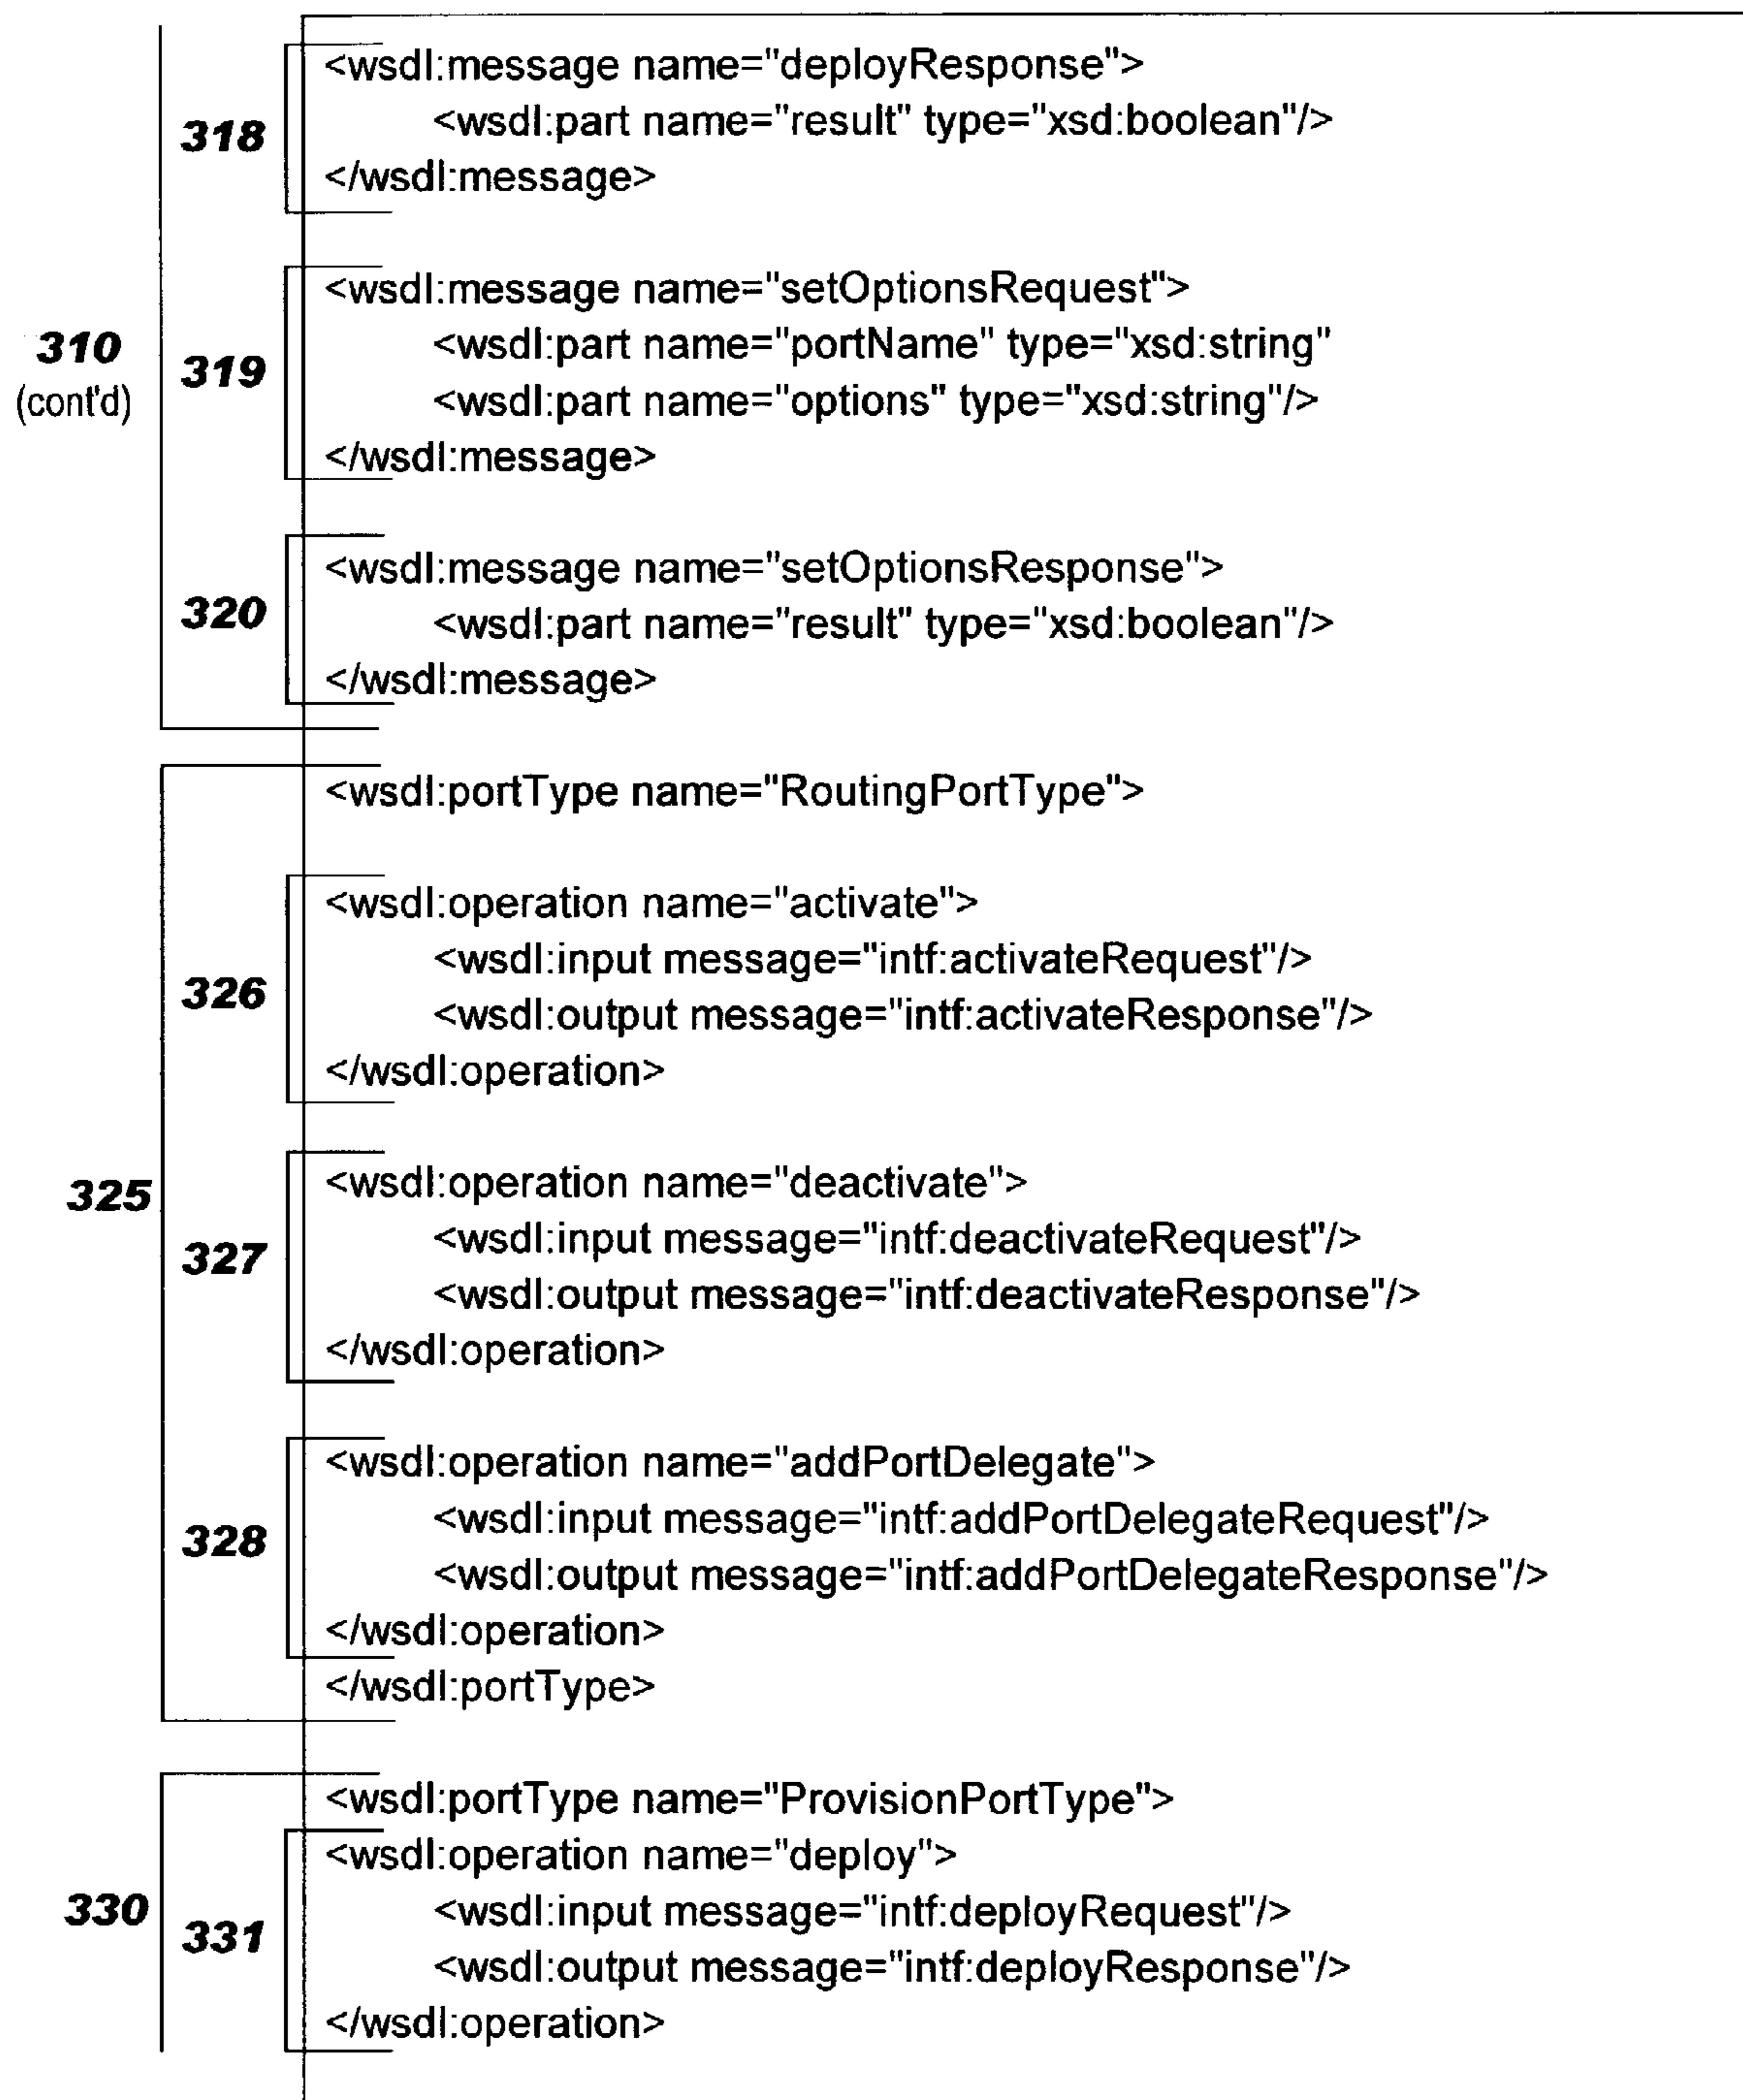 <wsdl:message name="deployResponse">
318 <wsdl:part name="result" type="xsd:boolean"/>
</wsdl:message>
<wsdl:message name="setOptionsRequest">
310 <wsdl:part name="portName" type="xsd:string"
(cont'd) 319 <wsdl:part name="options" type="xsd:string"/>
</wsdl:message>
<wsdl:message name="setOptionsResponse">
320 <wsdl:part name="result" type="xsd:boolean"/>
</wsdl:message>
<wsdl:portType name="RoutingPortType">
<wsdl:operation name="activate">
<wsdl:input message="intf:activateRequest"/>
326 <wsdl:output message="intf:activateResponse"/>
</wsdl:operation>
325 <wsdl:operation name="deactivate">
327 <wsdl:input message="intf:deactivateRequest"/>
<wsdl:output message="intf:deactivateResponse"/>
</wsdl:operation>
<wsdl:operation name="addPortDelegate">
328 <wsdl:input message="intf:addPortDelegateRequest"/>
<wsdl:output message="intf:addPortDelegateResponse"/>
</wsdl:operation>
</wsdl:portType>
<wsdl:portType name="ProvisionPortType">
<wsdl:operation name="deploy">
330 <wsdl:input message="intf:deployRequest"/>
331 <wsdl:output message="intf:deployResponse"/>
</wsdl:operation>